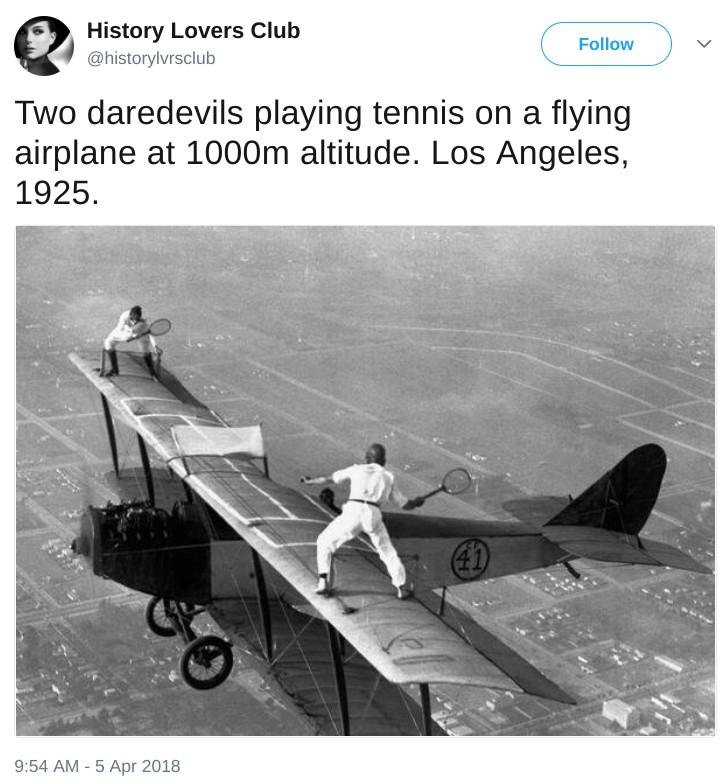 History Lovers Club
@historylvrsclub
Follow
Two daredevils playing tennis on a flying
airplane at 1000m altitude. Los Angeles,
1925.
41
9:54 AM - 5 Apr 2018